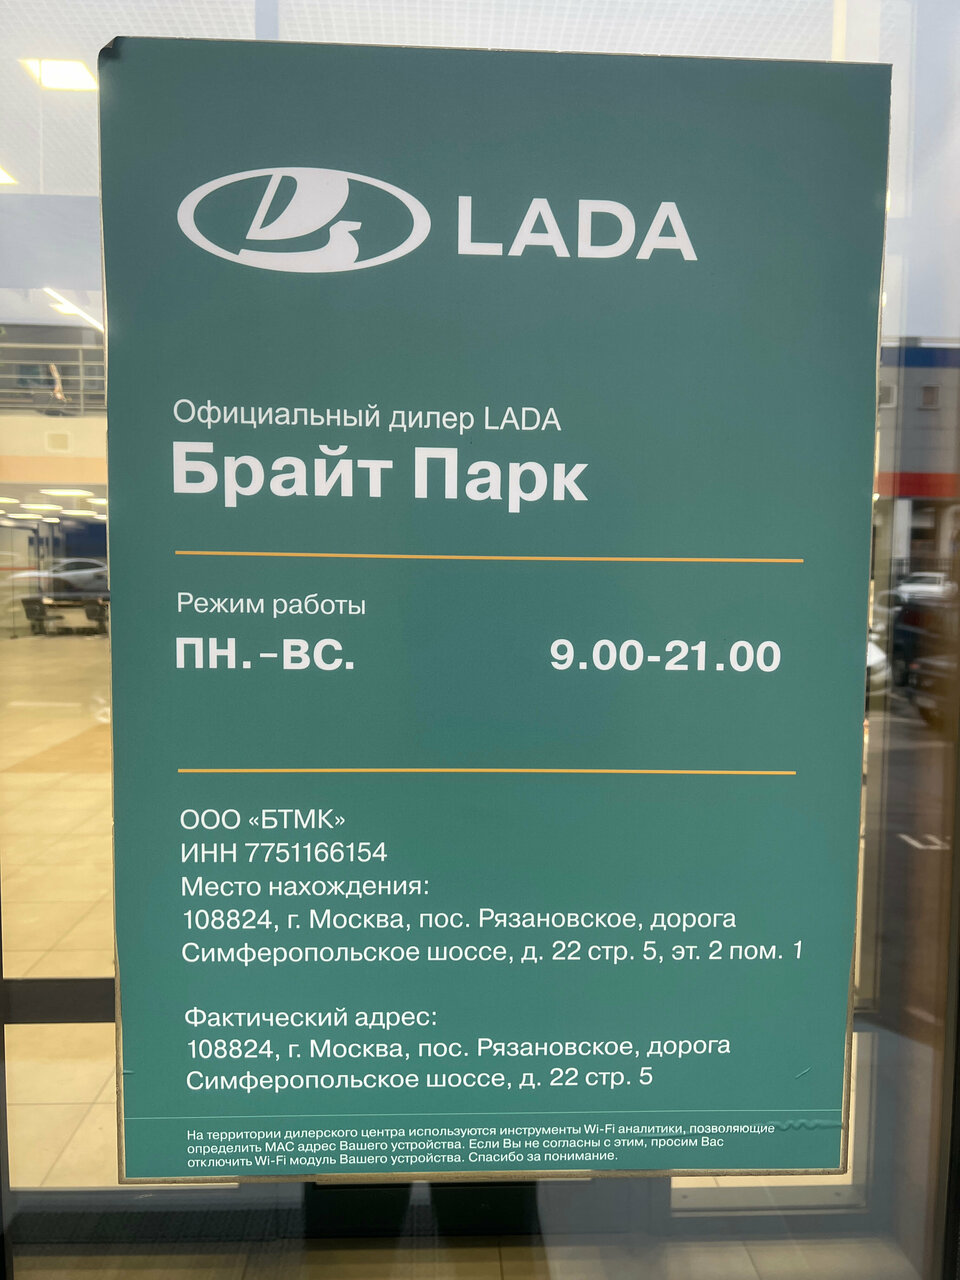 LADA
Официальный дилер LADA
Брайт Парк
Режим работы
ПН.-ВС. 9.00-21.00
ООО «БТМК»
ИНН 7751166154
Место нахождения:
108824, г. Москва, пос. Рязановское, дорога
Симферопольское шоссе, д. 22 стр. 5, эт. 2 пом. 1
Фактический адрес:
108824, г. Москва, пос. Рязановское, дорога
Симферопольское шоссе, д. 22 стр. 5
На территории дилерского центра используются инструменты Wi-Fi аналитики, позволяющие
определить MAC адрес Вашего устройства. Если Вы не согласны с этим, просим Вас
отключить Wi-Fi модуль Вашего устройства. Спасибо за понимание.